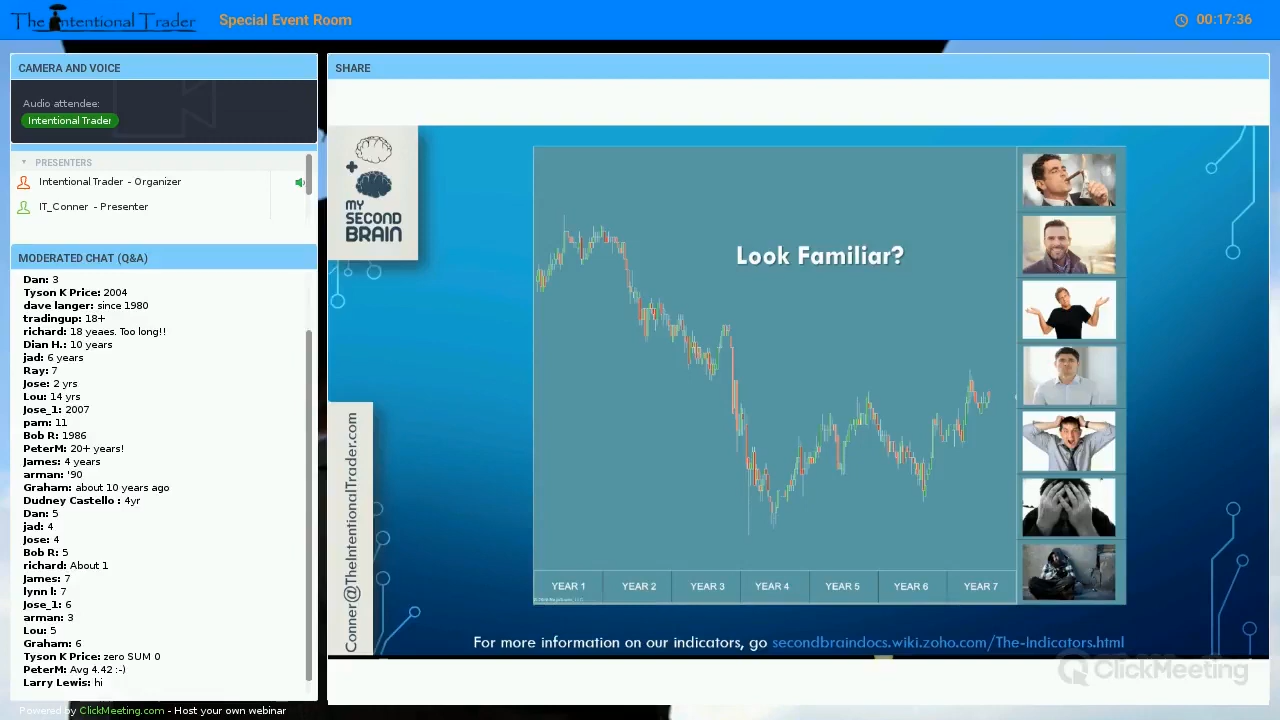 The Intentional Trader
Special Event Room
00:17:36
CAMERA AND VOICE
Audio attendee:
Intentional Trader
PRESENTERS
Intentional Trader - Organizer
IT_Conner - Presenter
MODERATED CHAT (Q&A)
Dan: 3
Tyson K Price: 2004
dave langer: since 1980
tradingup: 18+
richard: 18 yeaes. Too long!!
Dian H.: 10 years
jad: 6 years
Ray: 7
Jose: 2 yrs
Lou: 14 yrs
Jose_1: 2007
pam: 11
Bob R: 1986
PeterM: 20+ years!
James: 4 years
arman: '90
Graham: about 10 years ago
Dudney Castello : 4yr
Dan: 5
jad: 4
Jose: 4
Bob R: 5
richard: About 1
James: 7
lynn l: 7
Jose_1: 6
arman: 3
Lou: 5
Graham: 6
Tyson K Price: zero SUM 0
PeterM: Avg 4.42 :-)
Larry Lewis: hi
Powered by ClickMeeting.com - Host your own webinar
SHARE
MY
SECOND
BRAIN
Conner@TheIntentionalTrader.com
Look Familiar?
YEAR 1 YEAR 2 YEAR 3 YEAR 4 YEAR 5 YEAR 6 YEAR 7
For more information on our indicators, go secondbraindocs.wiki.zoho.com/The-Indicators.html
ClickMeeting